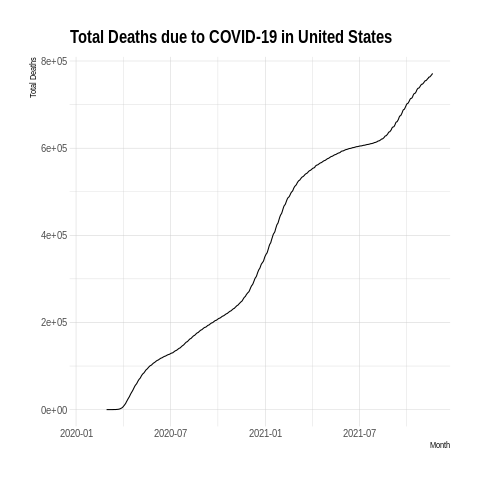 Total Deaths due to COVID-19 in United States
Total Deaths
8e+05
6e+05
4e+05
2e+05
0e+00
2020-01 2020-07 2021-01 2021-07
Month